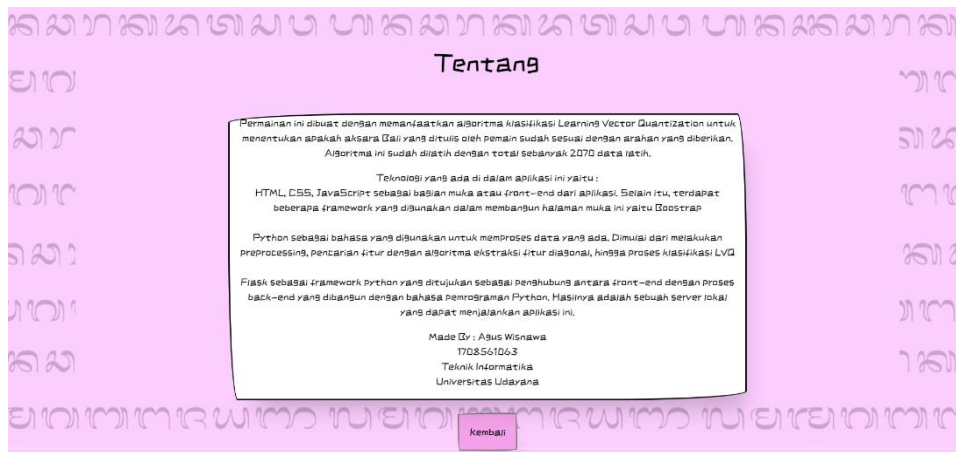 Tentang
Permainan ini dibuat dengan memanfaatkan algoritma klasifikasi Learning Vector Quantization untuk
menentukan apakah aksara Bali yang ditulis oleh pemain sudah sesuai dengan arahan yang diberikan.
Algoritma ini sudah dilatih dengan total sebanyak 2070 data latih.
Teknologi yang ada di dalam aplikasi ini yaitu :
HTML, CSS, JavaScript sebagai bagian muka atau front-end dari aplikasi. Selain itu, terdapat
beberapa framework yang digunakan dalam membangun halaman muka ini yaitu Boostrap
Python sebagai bahasa yang digunakan untuk memproses data yang ada. Dimulai dari melakukan
preprocessing, pencarian fitur dengan algoritma ekstraksi fitur diagonal, hingga proses klasifikasi LVQ
Flask sebagai framework python yang ditujukan sebagai penghubung antara front-end dengan proses
back-end yang dibangun dengan bahasa pemrograman Python. Hasilnya adalah sebuah server lokal
yang dapat menjalankan aplikasi ini.
Made By : Agus Wisnawa
1708561063
Teknik Informatika
Universitas Udayana
Kembali